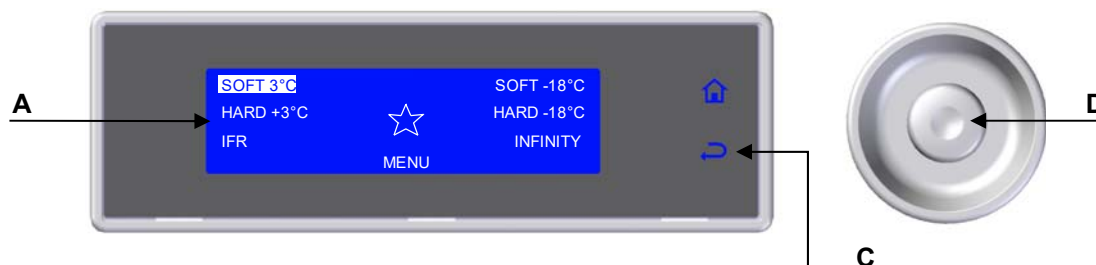 SOFT 3°C SOFT -18°C
A HARD +3°C HARD -18°C D
IFR INFINITY
MENU
C